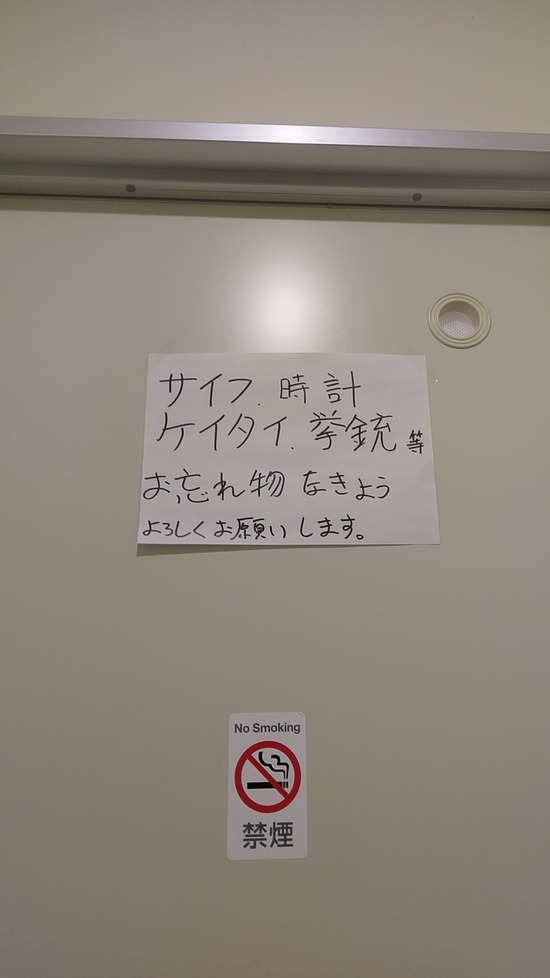 サイフ、時計
ケイタイ、挙銃等
お忘れ物なきよう
よろしくお願いします。
No Smoking
禁煙